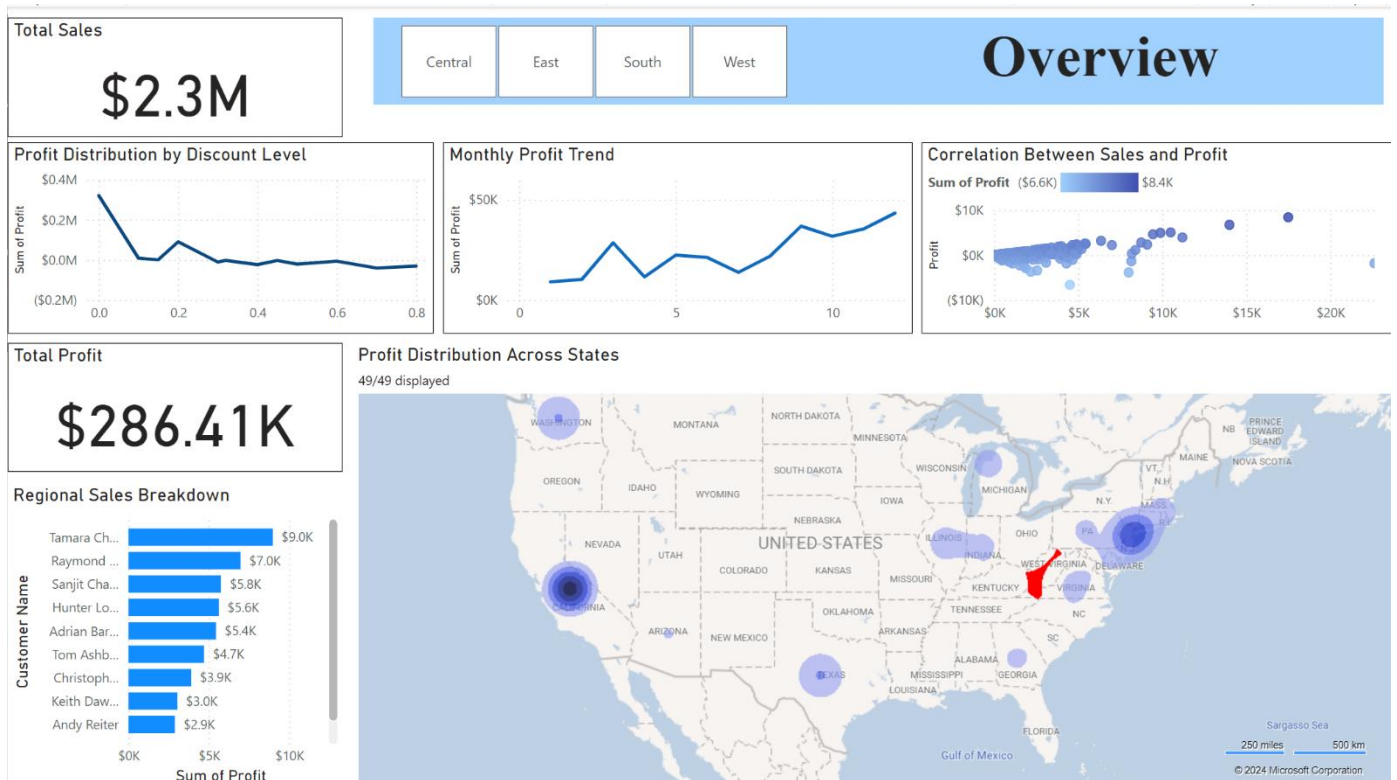 Total Sales
$2.3M
Central
East
South
West
Overview
Profit Distribution by Discount Level
Sum of Profit
$0.4M
$0.2M
$0.0M
($0.2M)
0.0
0.2
0.4
0.6
0.8
Monthly Profit Trend
Sum of Profit
$50K
$0K
0
5
10
Correlation Between Sales and Profit
Sum of Profit ($6.6K) $8.4K
Profit
$10K
$0K
($10K)
$0K
$5K
$10K
$15K
$20K
Total Profit
$286.41K
Regional Sales Breakdown
Customer Name
Tamara Ch... $9.0K
Raymond ... $7.0K
Sanjit Cha... $5.8K
Hunter Lo... $5.6K
Adrian Bar... $5.4K
Tom Ashb... $4.7K
Christoph... $3.9K
Keith Daw... $3.0K
Andy Reiter $2.9K
$0K
$5K
$10K
Sum of Profit
Profit Distribution Across States
49/49 displayed
WASHINGTON
MONTANA
NORTH DAKOTA
MINNESOTA
NB
PRINCE
EDWARD
ISLAND
NOVA SCOTIA
MAINE
VT.
N.H.
OREGON
IDAHO
WYOMING
SOUTH DAKOTA
WISCONSIN
MICHIGAN
N.Y.
MASS.
R.I.
IOWA
NEBRASKA
NEVADA
UTAH
COLORADO
UNITED STATES
KANSAS
ILLINOIS
INDIANA
OHIO
PA
WEST VIRGINIA
DELAWARE
MISSOURI
KENTUCKY
VIRGINIA
CALIFORNIA
ARIZONA
NEW MEXICO
OKLAHOMA
ARKANSAS
TENNESSEE
NC
SC
TEXAS
MISSISSIPPI
ALABAMA
GEORGIA
LOUISIANA
FLORIDA
Gulf of Mexico
Sargasso Sea
250 miles
500 km
© 2024 Microsoft Corporation